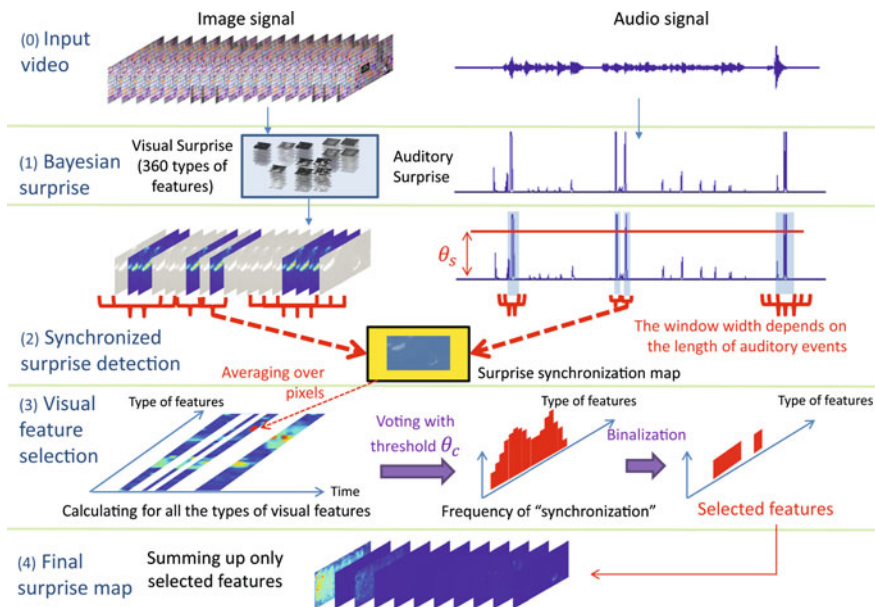 Image signal
Audio signal
(0) Input
video
(1) Bayesian
surprise
Visual Surprise
(360 types of
features)
Auditory
Surprise
θs
(2) Synchronized
surprise detection
The window width depends on
the length of auditory events
Surprise synchronization map
Averaging over
pixels
(3) Visual
feature
selection
Type of features
Time
Calculating for all the types of visual features
Voting with
threshold θc
Type of features
Frequency of “synchronization”
Binalization
Type of features
Selected features
(4) Final
surprise map
Summing up only
selected features